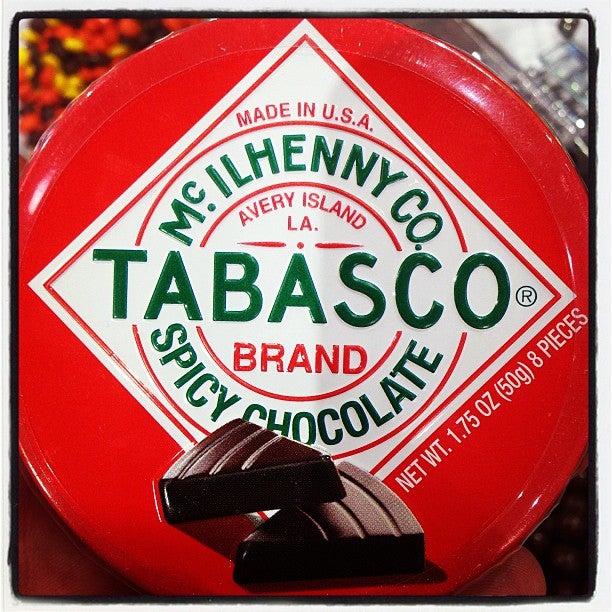 MADE IN U.S.A.
McILHENNY CO.
AVERY ISLAND
LA.
TABASCO®
BRAND
SPICY CHOCOLATE
NET WT. 1.75 OZ (50g) 8 PIECES